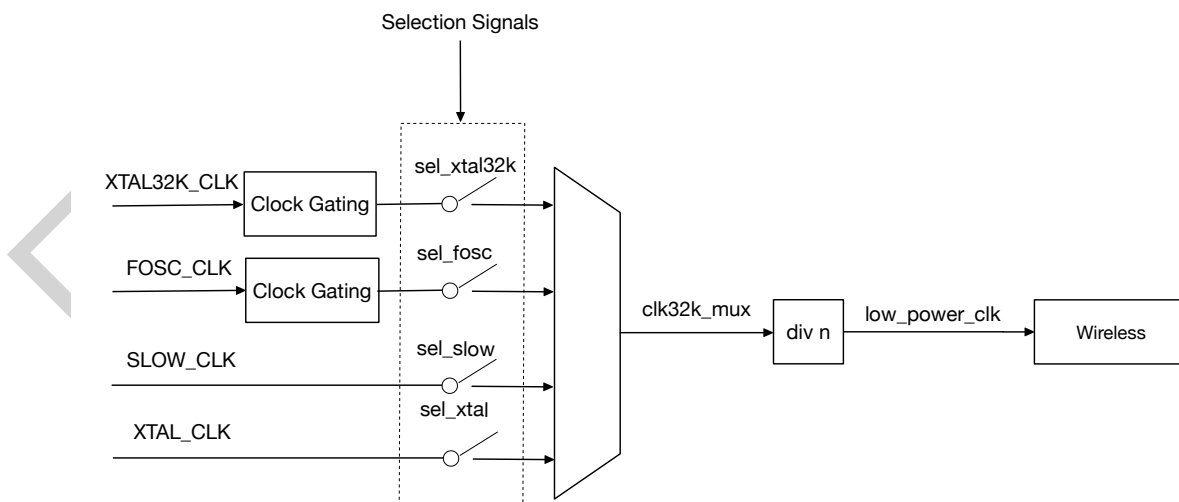 Selection Signals
sel_xtal32k
XTAL32K_CLK
Clock Gating
sel_fosc
FOSC_CLK
Clock Gating
clk32k_mux
div n
low_power_clk
Wireless
sel_slow
SLOW_CLK
sel_xtal
XTAL_CLK